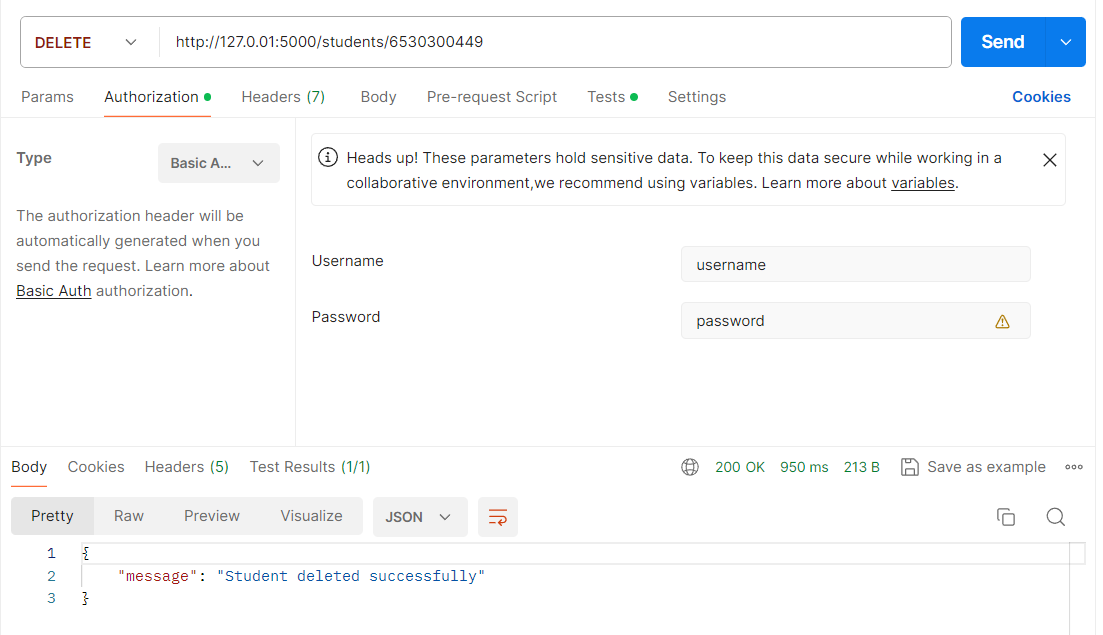 DELETE http://127.0.01:5000/students/6530300449 Send
Params Authorization Headers (7) Body Pre-request Script Tests Settings Cookies
Type Basic A...
The authorization header will be
automatically generated when you
send the request. Learn more about
Basic Auth authorization.
Heads up! These parameters hold sensitive data. To keep this data secure while working in a
collaborative environment,we recommend using variables. Learn more about variables.
Username username
Password password
Body Cookies Headers (5) Test Results (1/1) 200 OK 950 ms 213 B Save as example
Pretty Raw Preview Visualize JSON
1 {
2 "message": "Student deleted successfully"
3 }